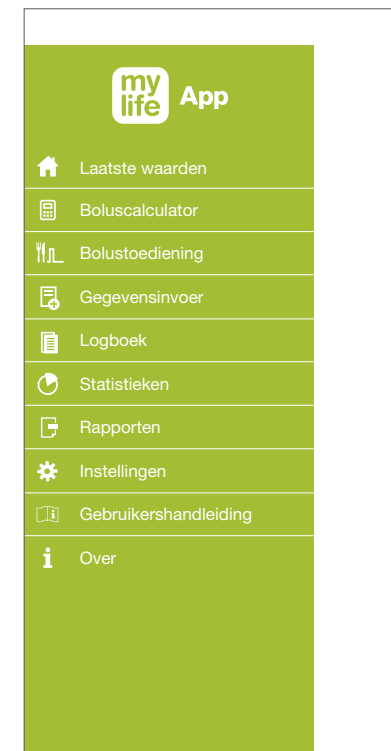 my
life App
Laatste waarden
Boluscalculator
Bolustoediening
Gegevensinvoer
Logboek
Statistieken
Rapporten
Instellingen
Gebruikershandleiding
Over